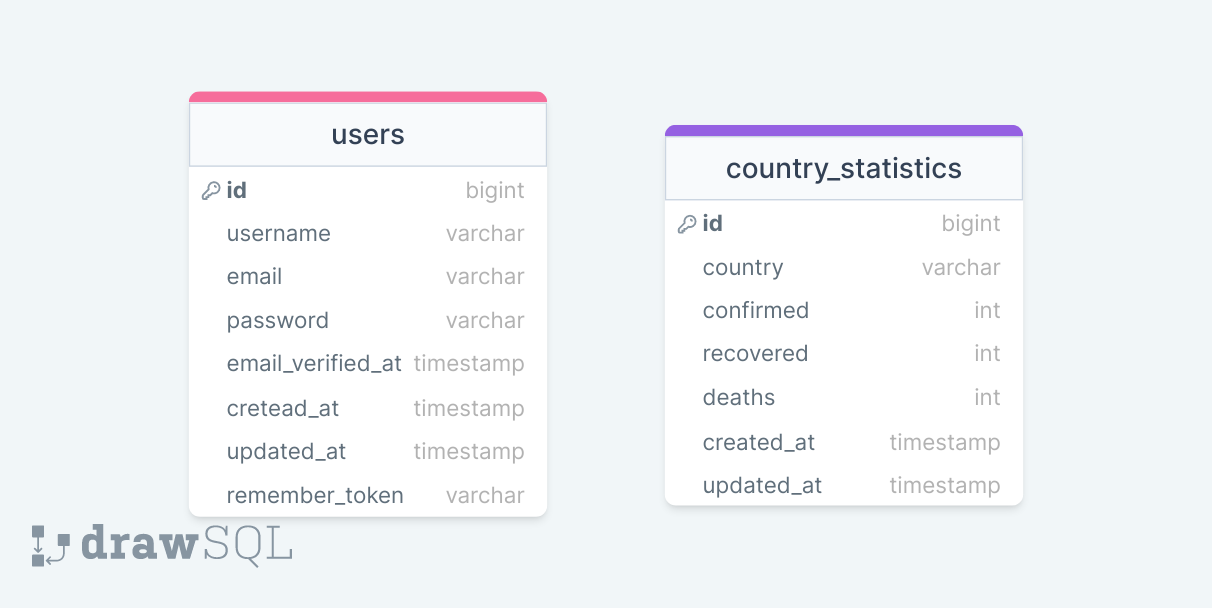 users
id bigint
username varchar
email varchar
password varchar
email_verified_at timestamp
cretead_at timestamp
updated_at timestamp
remember_token varchar
country_statistics
id bigint
country varchar
confirmed int
recovered int
deaths int
created_at timestamp
updated_at timestamp
drawSQL